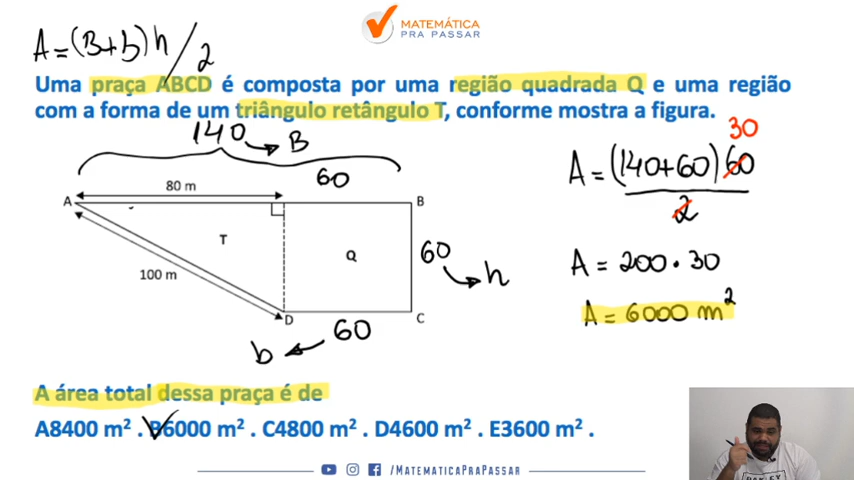 MATEMÁTICA
PRA PASSAR
A=(B+b)h/2
Uma praça ABCD é composta por uma região quadrada Q e uma região
com a forma de um triângulo retângulo T, conforme mostra a figura.
140 B
60
80 m
A
B
T
Q
60
h
100 m
D
60
C
b
30
A=(140+60)60
2
A = 200 . 30
A = 6000 m²
A área total dessa praça é de
A8400 m² . B6000 m² . C4800 m² . D4600 m² . E3600 m² .
/MATEMATICAPRAPASSAR
OAKLEY